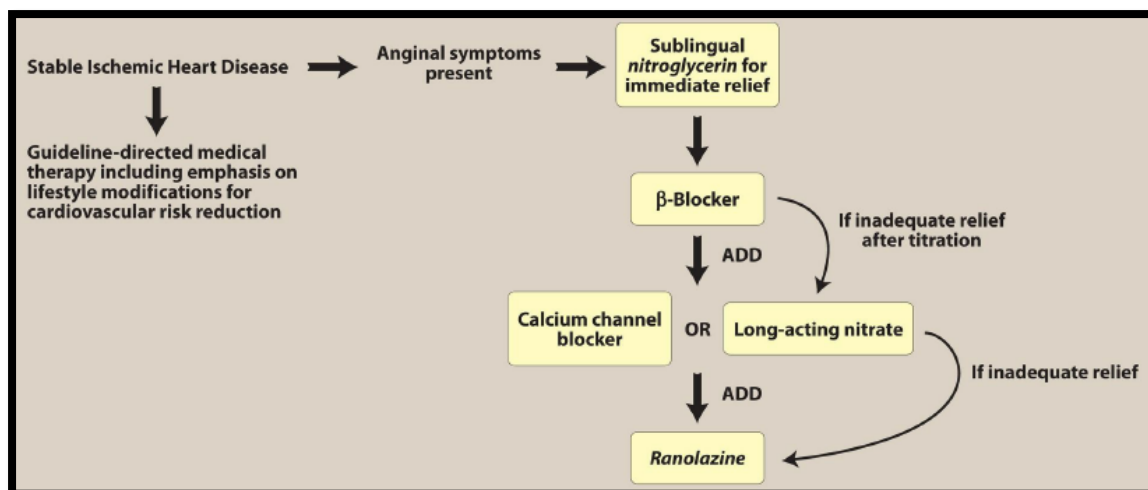 Stable Ischemic Heart Disease
Anginal symptoms
present
Sublingual
nitroglycerin for
immediate relief
Guideline-directed medical
therapy including emphasis on
lifestyle modifications for
cardiovascular risk reduction
β-Blocker
If inadequate relief
after titration
ADD
Calcium channel
blocker
OR
Long-acting nitrate
If inadequate relief
ADD
Ranolazine